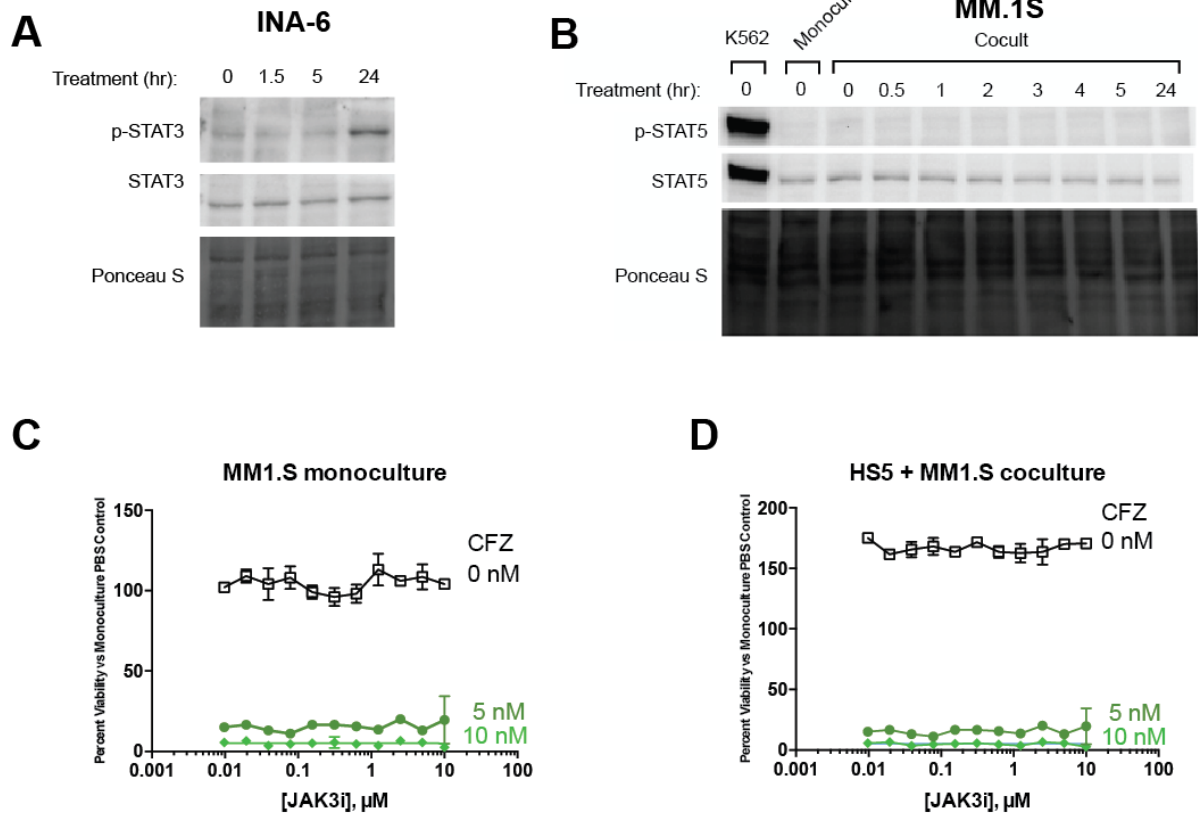 A
INA-6
Treatment (hr): 0 1.5 5 24
p-STAT3
STAT3
Ponceau S
B
MM.1S
K562
Cocult
Treatment (hr): 0 0 0 0.5 1 2 3 4 5 24
p-STAT5
STAT5
Ponceau S
C
MM1.S monoculture
Percent Viability vs Monoculture PBS Control
150
100
50
0
0.001 0.01 0.1 1 10 100
[JAK3i], µM
CFZ
0 nM
5 nM
10 nM
D
HS5 + MM1.S coculture
Percent Viability vs Monoculture PBS Control
200
150
100
50
0
0.001 0.01 0.1 1 10 100
[JAK3i], µM
CFZ
0 nM
5 nM
10 nM